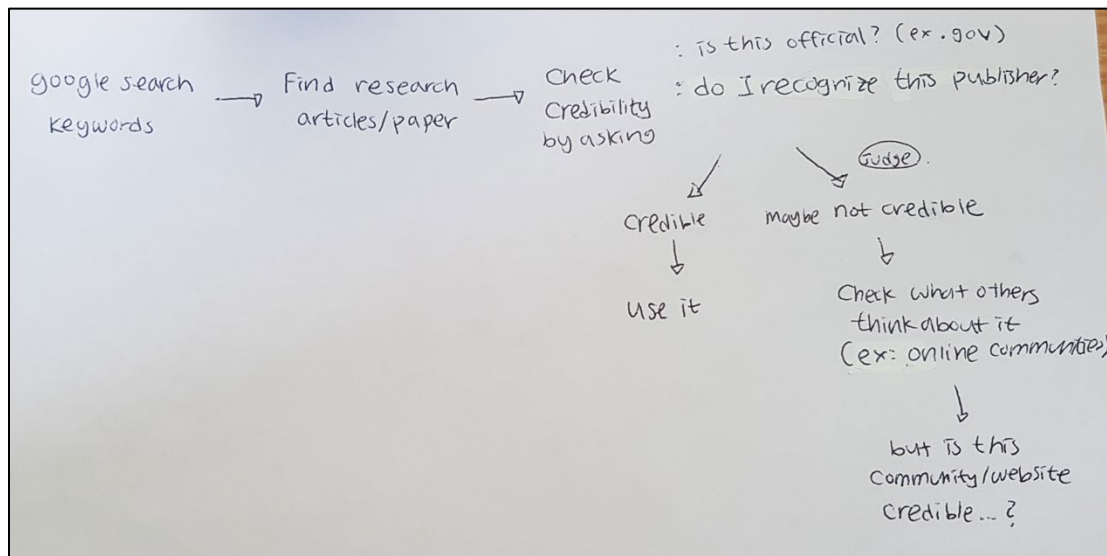 google search
keywords
Find research
articles/paper
Check
Credibility
by asking
: is this official? (ex .gov)
: do I recognize this publisher?
Judge.
Credible
use it
maybe not credible
Check what others
think about it
(ex: online communities)
but is this
Community/website
credible...?